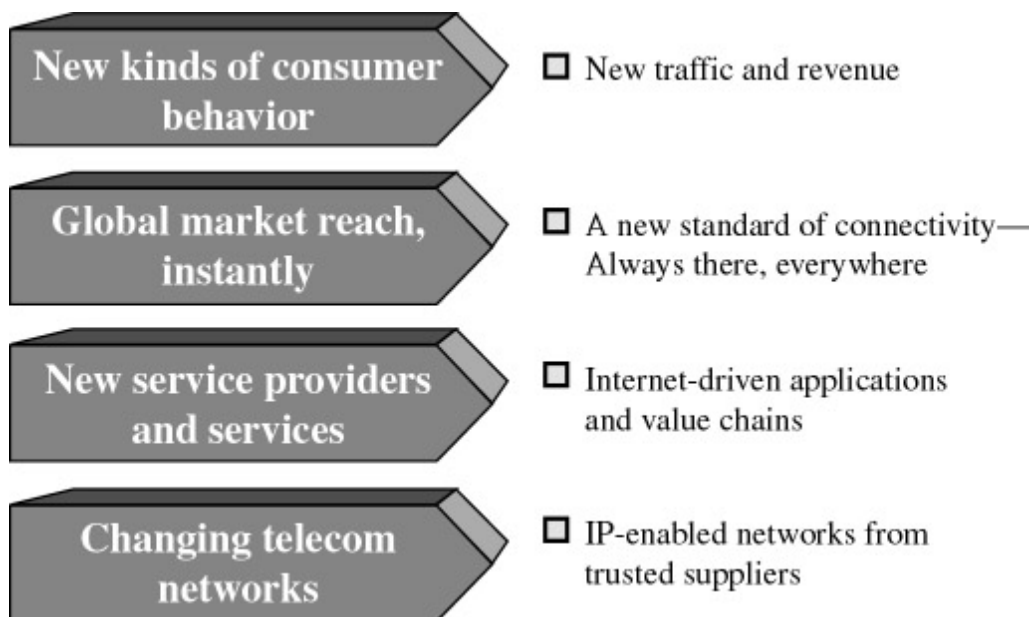 New kinds of consumer
behavior
New traffic and revenue
Global market reach,
instantly
A new standard of connectivity—
Always there, everywhere
New service providers
and services
Internet-driven applications
and value chains
Changing telecom
networks
IP-enabled networks from
trusted suppliers